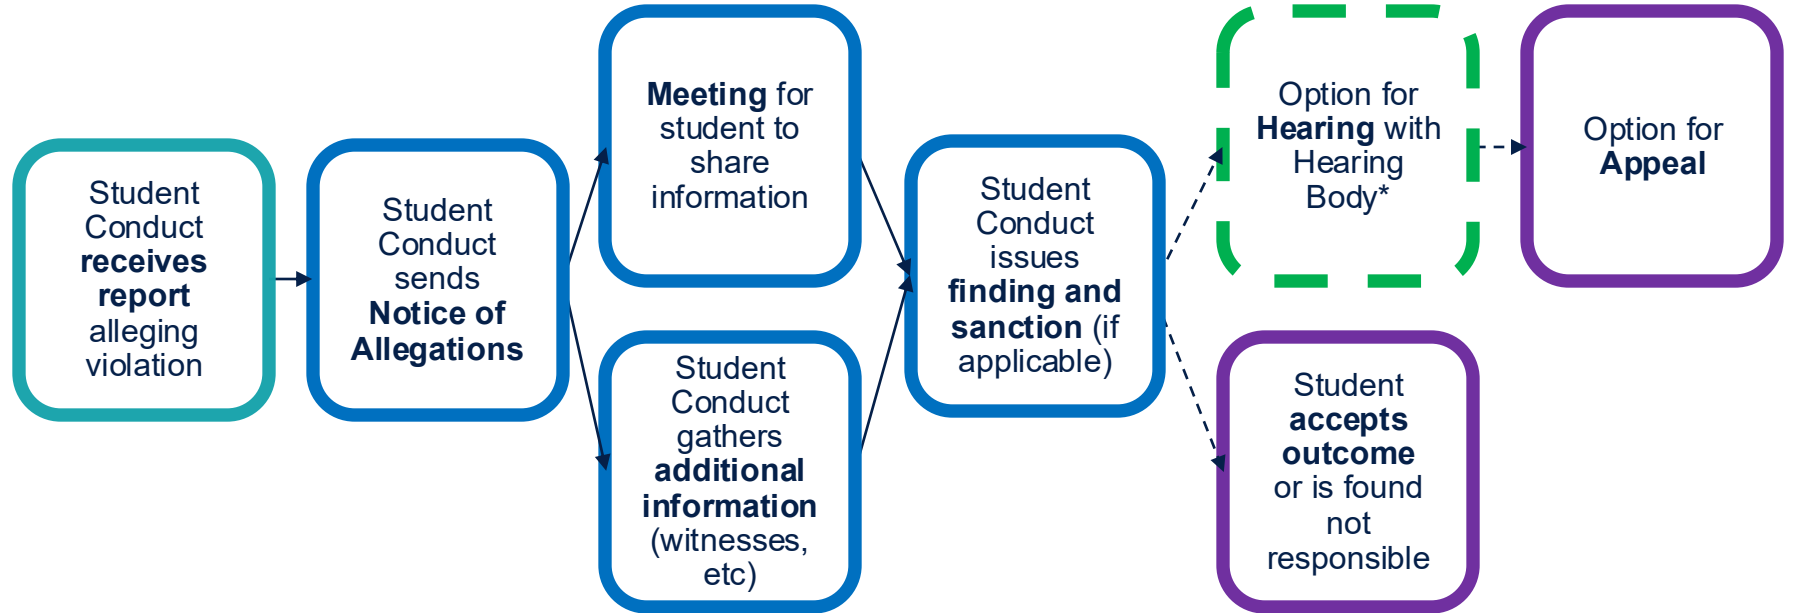 Student
Conduct
receives
report
alleging
violation
Student
Conduct
sends
Notice of
Allegations
Meeting for
student to
share
information
Student
Conduct
gathers
additional
information
(witnesses,
etc)
Student
Conduct
issues
finding and
sanction (if
applicable)
Option for
Hearing with
Hearing
Body*
Option for
Appeal
Student
accepts
outcome
or is found
not
responsible